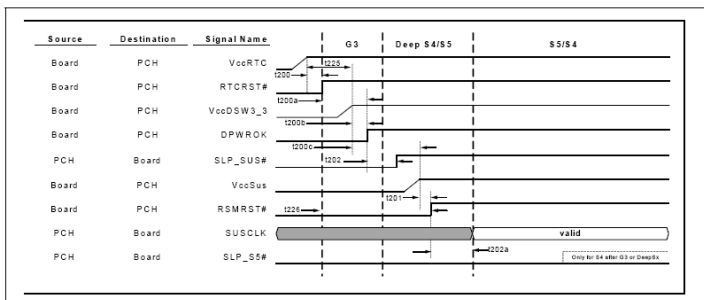 Source Destination Signal Name G3 Deep S4/S5 S5/S4
Board PCH VccRTC
t225
t200
Board PCH RTCRST#
t200a
Board PCH VccDSW3_3
t200b
Board PCH DPWROK
t200c
t202
PCH Board SLP_SUS#
Board PCH VccSus
t201
Board PCH RSMRST#
t226
PCH Board SUSCLK valid
t202a
PCH Board SLP_S5#
Only for S4 after G3 or DeepSx